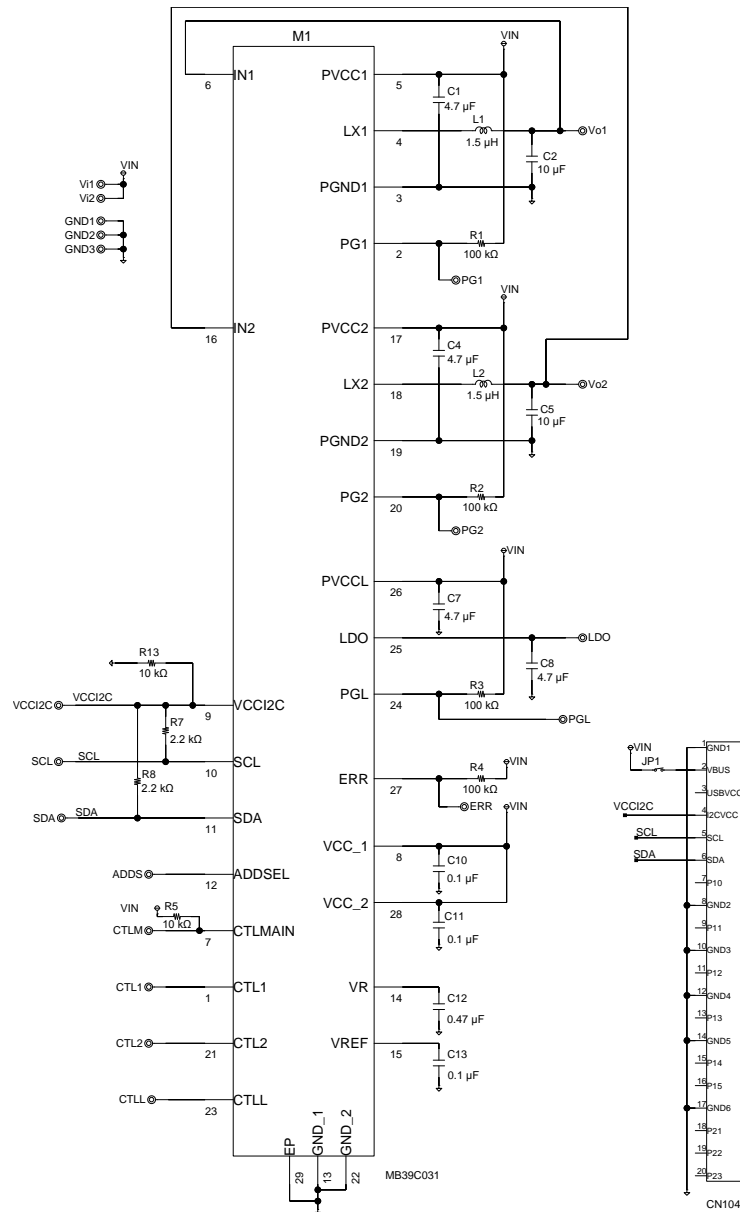 M1
VIN
6 IN1 PVCC1 5
C1
4.7 µF
LX1 4 L1 Vo1
1.5 µH
C2
10 µF
PGND1 3
VIN
Vi1
Vi2
GND1
GND2
GND3
PG1 2 R1
100 kΩ
PG1
VIN
16 IN2 PVCC2 17
C4
4.7 µF
LX2 18 L2 Vo2
1.5 µH
C5
10 µF
PGND2 19
PG2 20 R2
100 kΩ
PG2
VIN
PVCCL 26
C7
4.7 µF
LDO 25 LDO
C8
4.7 µF
R13
10 kΩ
PGL 24 R3
100 kΩ
PGL
VCCI2C VCCI2C 9 VCCI2C
R7
2.2 kΩ
SCL SCL 10 SCL
R8
2.2 kΩ
SDA SDA 11 SDA
ERR 27 R4 VIN
100 kΩ
ERR
VIN
VCC_1 8
C10
0.1 µF
ADDS 12 ADDSEL
VCC_2 28
C11
0.1 µF
VIN R5
10 kΩ
CTLM 7 CTLMAIN
CTL1 1 CTL1
VR 14
C12
0.47 µF
CTL2 21 CTL2
VREF 15
C13
0.1 µF
CTLL 23 CTLL
EP GND_1 GND_2
29 13 22
MB39C031
1 GND1
VIN JP1 2 VBUS
3 USBVCC
VCCI2C 4 I2CVCC
SCL 5 SCL
SDA 6 SDA
7 P10
8 GND2
9 P11
10 GND3
11 P12
12 GND4
13 P13
14 GND5
15 P14
16 P15
17 GND6
18 P21
19 P22
20 P23
CN104